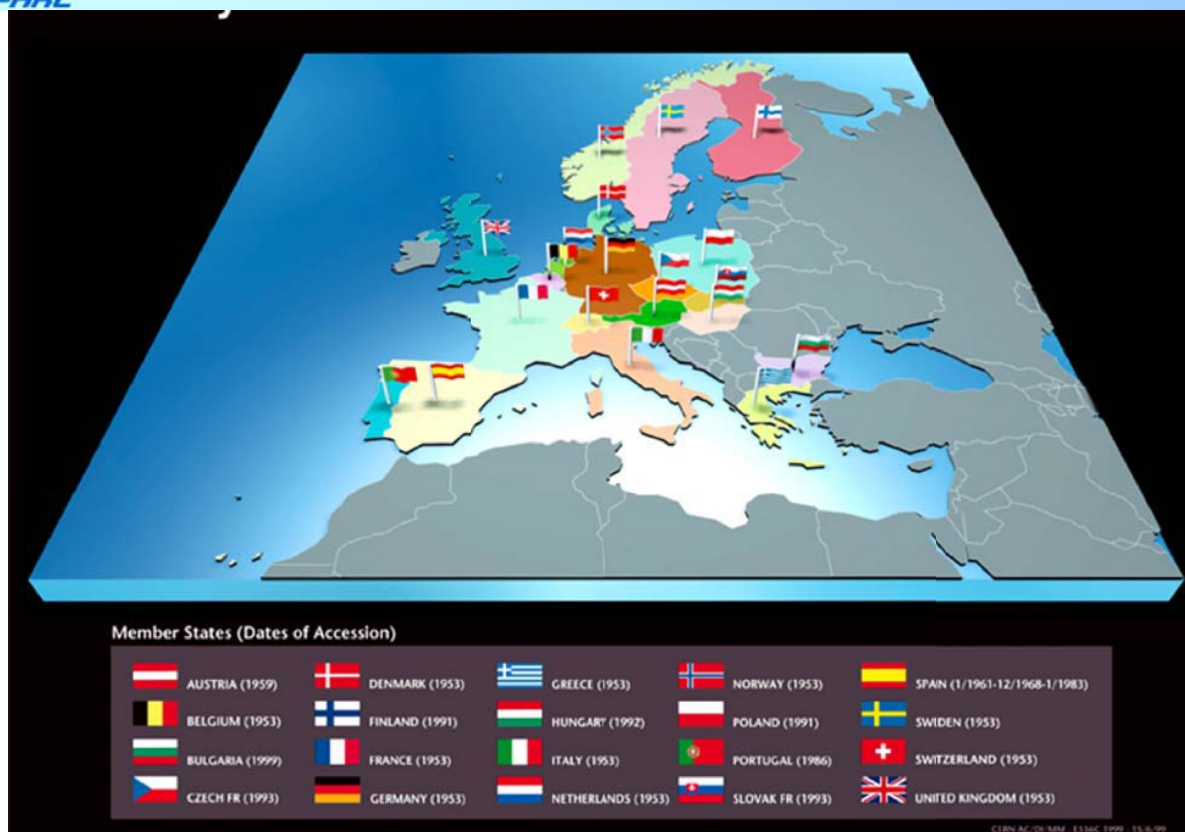 Member States (Dates of Accession)
AUSTRIA (1959)
DENMARK (1953)
GREECE (1953)
NORWAY (1953)
SPAIN (1/1961-12/1968-1/1983)
BELGIUM (1953)
FINLAND (1991)
HUNGARY (1992)
POLAND (1991)
SWIDEN (1953)
BULGARIA (1999)
FRANCE (1953)
ITALY (1953)
PORTUGAL (1986)
SWITZERLAND (1953)
CZECH FR (1993)
GERMANY (1953)
NETHERLANDS (1953)
SLOVAK FR (1993)
UNITED KINGDOM (1953)